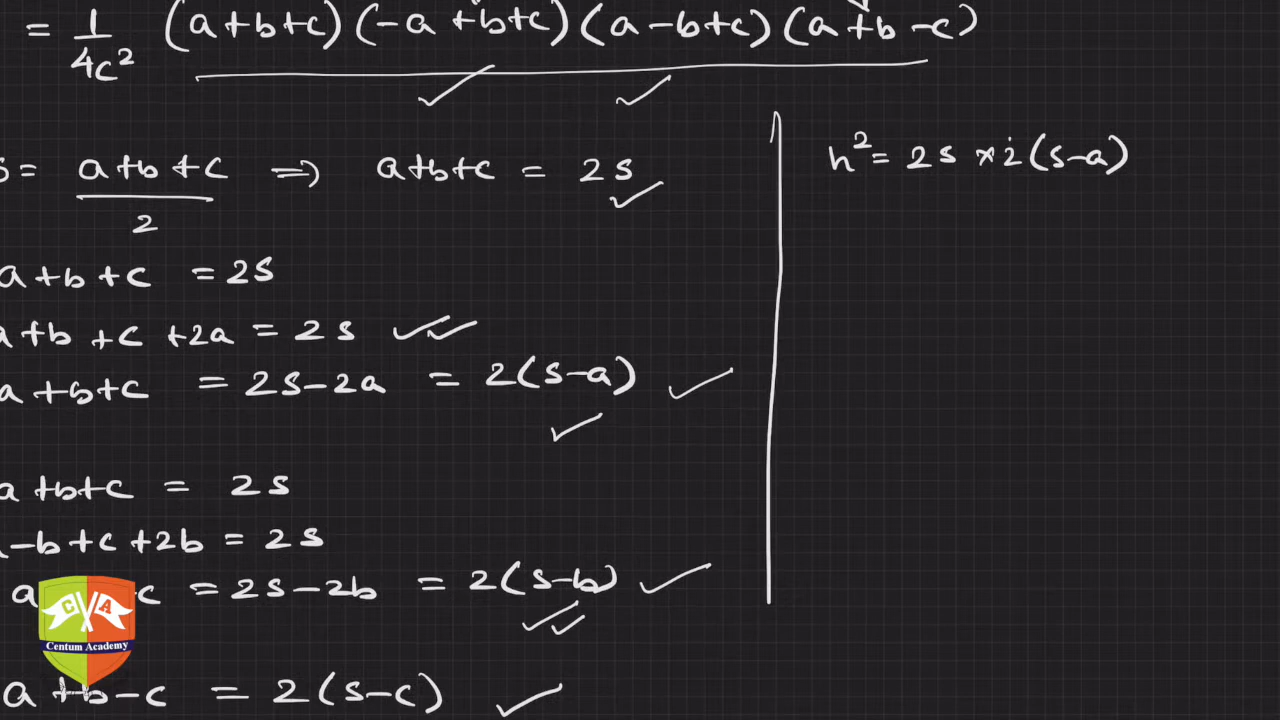 = 1/4c² (a+b+c)(-a+b+c)(a-b+c)(a+b-c)
s = a+b+c/2 ⇒ a+b+c = 2s
a+b+c = 2s
a+b+c+2a = 2s
a+b+c = 2s-2a = 2(s-a)
a+b+c = 2s
-b+c+2b = 2s
a c = 2s-2b = 2(s-b)
a+b-c = 2(s-c)
h² = 2s × 2(s-a)
CA
Centum Academy